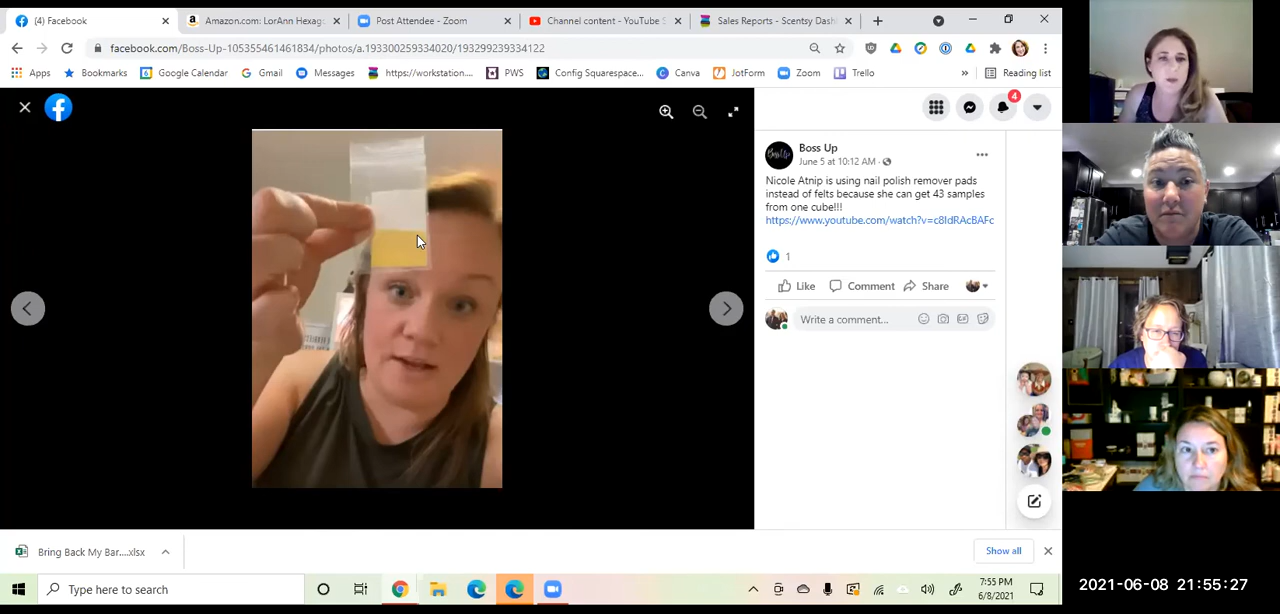 (4) Facebook
Amazon.com: LorAnn Hexag
Post Attendee - Zoom
Channel content - YouTube S
Sales Reports - Scentsy Dash
facebook.com/Boss-Up-105355461461834/photos/a.193300259334020/193299239334122
Apps
Bookmarks
Google Calendar
Gmail
Messages
https://workstation....
PWS
Config Squarespace...
Canva
JotForm
Zoom
Trello
»
Reading list
4
Boss Up
June 5 at 10:12 AM ·
Nicole Atnip is using nail polish remover pads
instead of felts because she can get 43 samples
from one cube!!!
https://www.youtube.com/watch?v=c8IdRAcBAFc
1
Like
Comment
Share
Write a comment...
Bring Back My Bar....xlsx
Show all
Type here to search
7:55 PM
6/8/2021
2021-06-08 21:55:27